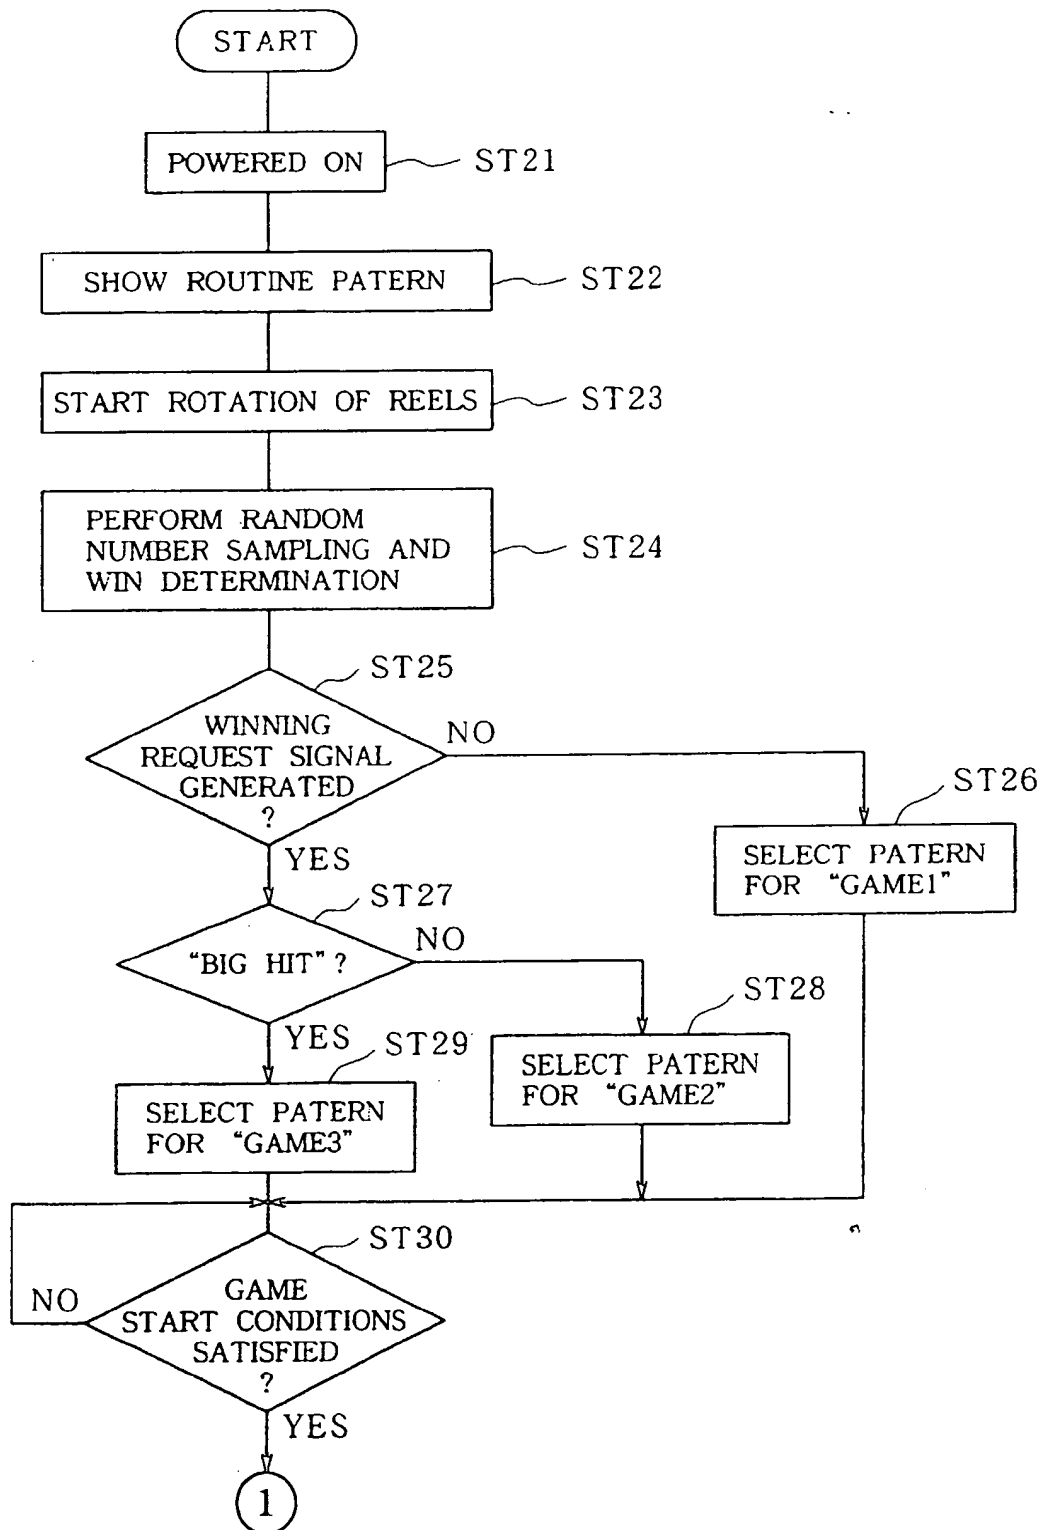 START
POWERED ON
ST21
SHOW ROUTINE PATERN
ST22
START ROTATION OF REELS
ST23
PERFORM RANDOM
NUMBER SAMPLING AND
WIN DETERMINATION
ST24
ST25
WINNING
REQUEST SIGNAL
GENERATED
?
NO
YES
ST26
SELECT PATERN
FOR "GAME1"
ST27
"BIG HIT"?
NO
YES
ST28
SELECT PATERN
FOR "GAME2"
ST29
SELECT PATERN
FOR "GAME3"
ST30
GAME
START CONDITIONS
SATISFIED
?
NO
YES
1